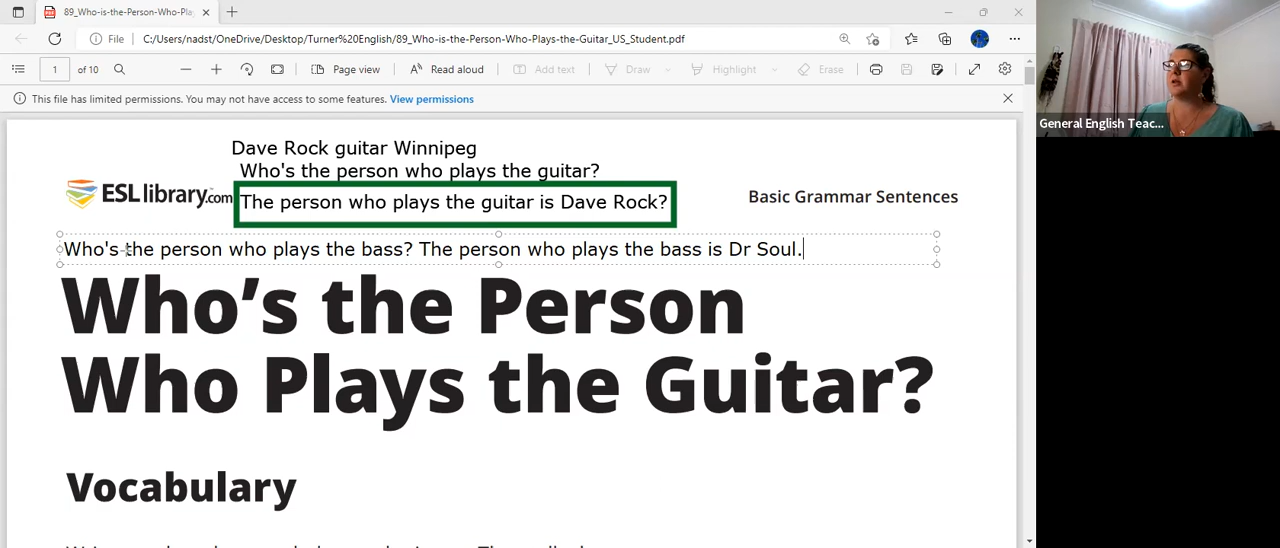 89_Who-is-the-Person-Who-Pla
File C:/Users/nadst/OneDrive/Desktop/Turner%20English/89_Who-is-the-Person-Who-Plays-the-Guitar_US_Student.pdf
1 of 10 Page view Read aloud Add text Draw Highlight Erase
This file has limited permissions. You may not have access to some features. View permissions
General English Teac...
Dave Rock guitar Winnipeg
Who's the person who plays the guitar?
ESL library.com
The person who plays the guitar is Dave Rock?
Basic Grammar Sentences
Who's the person who plays the bass? The person who plays the bass is Dr Soul.
Who's the Person
Who Plays the Guitar?
Vocabulary